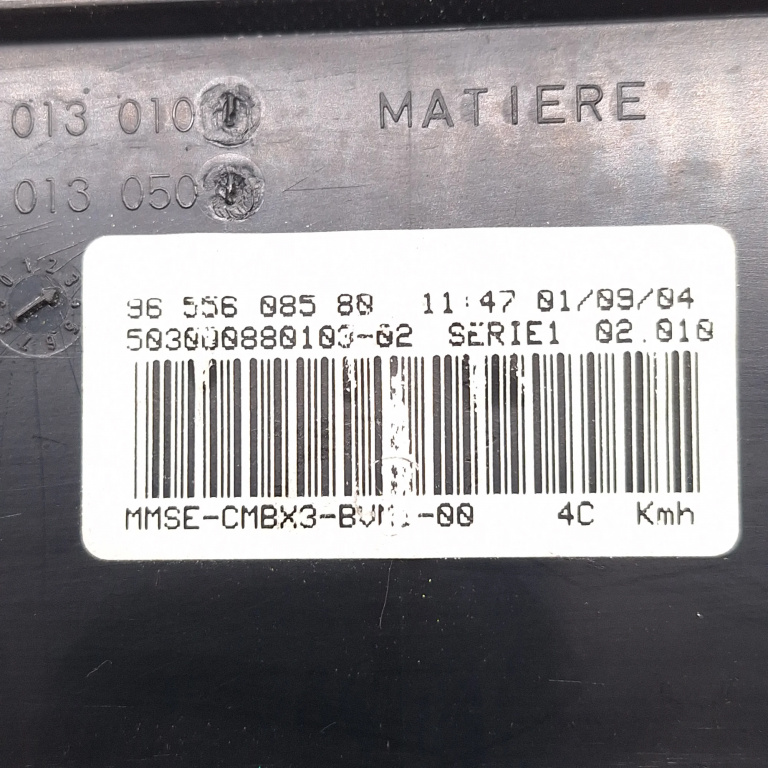 013 010 MATIERE
013 050
96 556 085 80 11:47 01/09/04
503000880103-02 SERIE1 02.010
4C Kmh